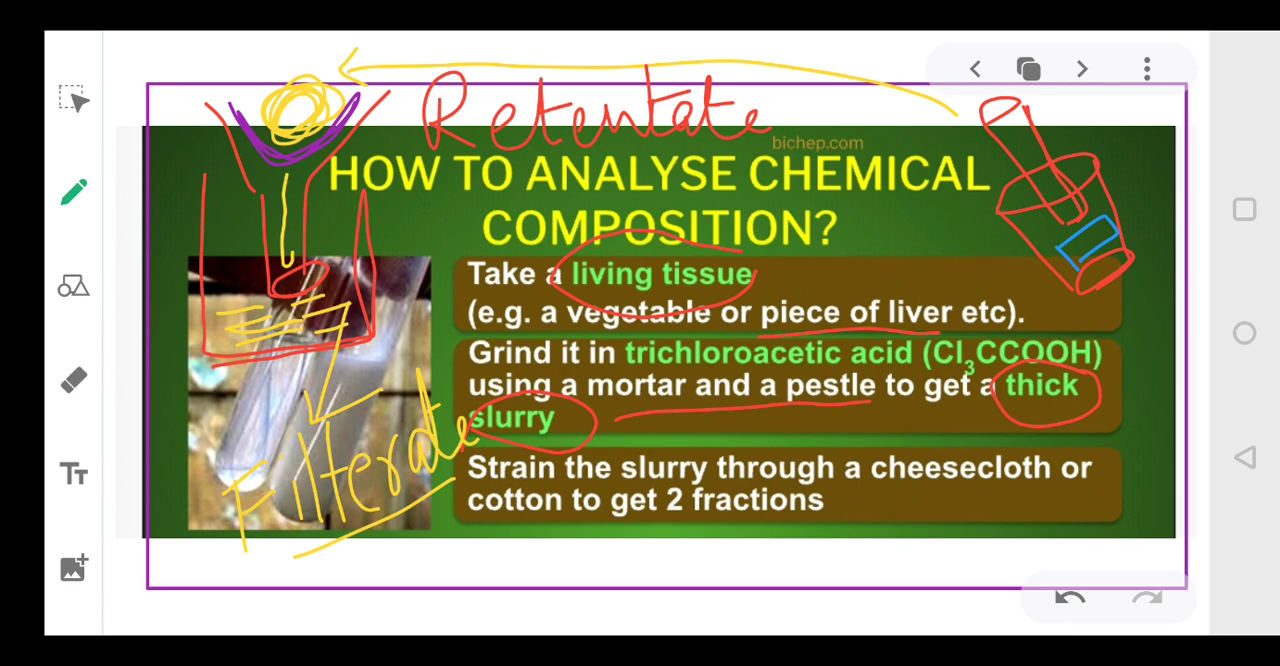 Retentate
bichep.com
HOW TO ANALYSE CHEMICAL
COMPOSITION?
Take a living tissue
(e.g. a vegetable or piece of liver etc).
Grind it in trichloroacetic acid (Cl₃CCOOH)
using a mortar and a pestle to get a thick
slurry
Strain the slurry through a cheesecloth or
cotton to get 2 fractions
Filterate
TT